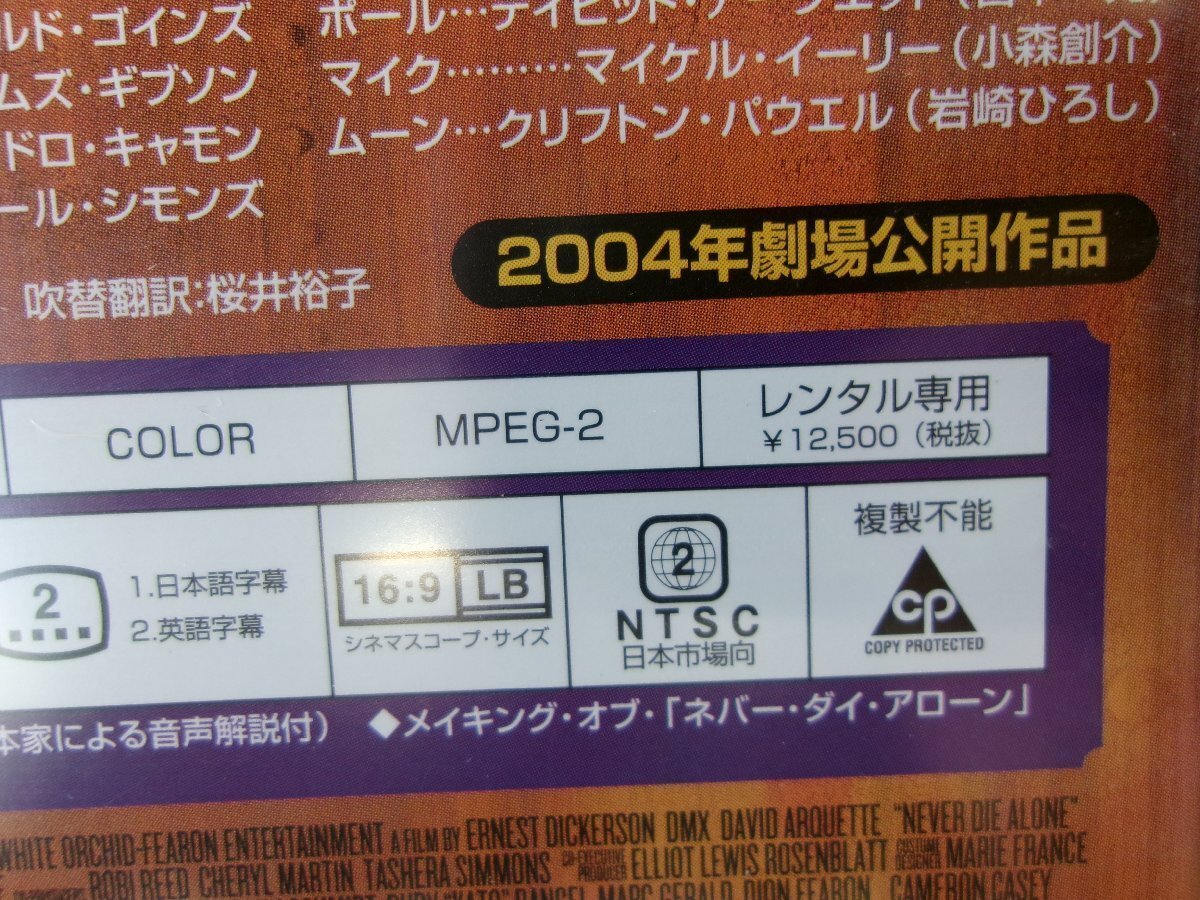 ルド・ゴインズ
ムズ・ギブソン
ドロ・キャモン
ール・シモンズ
ポール…デイビッド・アークエット
マイク………マイケル・イーリー（小森創介）
ムーン…クリフトン・パウエル（岩崎ひろし）
吹替翻訳：桜井裕子
2004年劇場公開作品
COLOR
MPEG-2
レンタル専用
¥12,500（税抜）
2
1.日本語字幕
2.英語字幕
16:9 LB
シネマスコープ・サイズ
2
NTSC
日本市場向
複製不能
cp
COPY PROTECTED
本家による音声解説付）
◆メイキング・オブ・「ネバー・ダイ・アローン」
WHITE ORCHID-FEARON ENTERTAINMENT A FILM BY ERNEST DICKERSON DMX DAVID ARQUETTE "NEVER DIE ALONE" COSTUME DESIGNER MARIE FRANCE
ROBI REED CHERYL MARTIN TASHERA SIMMONS CO-EXECUTIVE PRODUCER ELLIOT LEWIS ROSENBLATT
"KATO" RANGEL MARC GERALD DION FEARON CAMERON CASEY